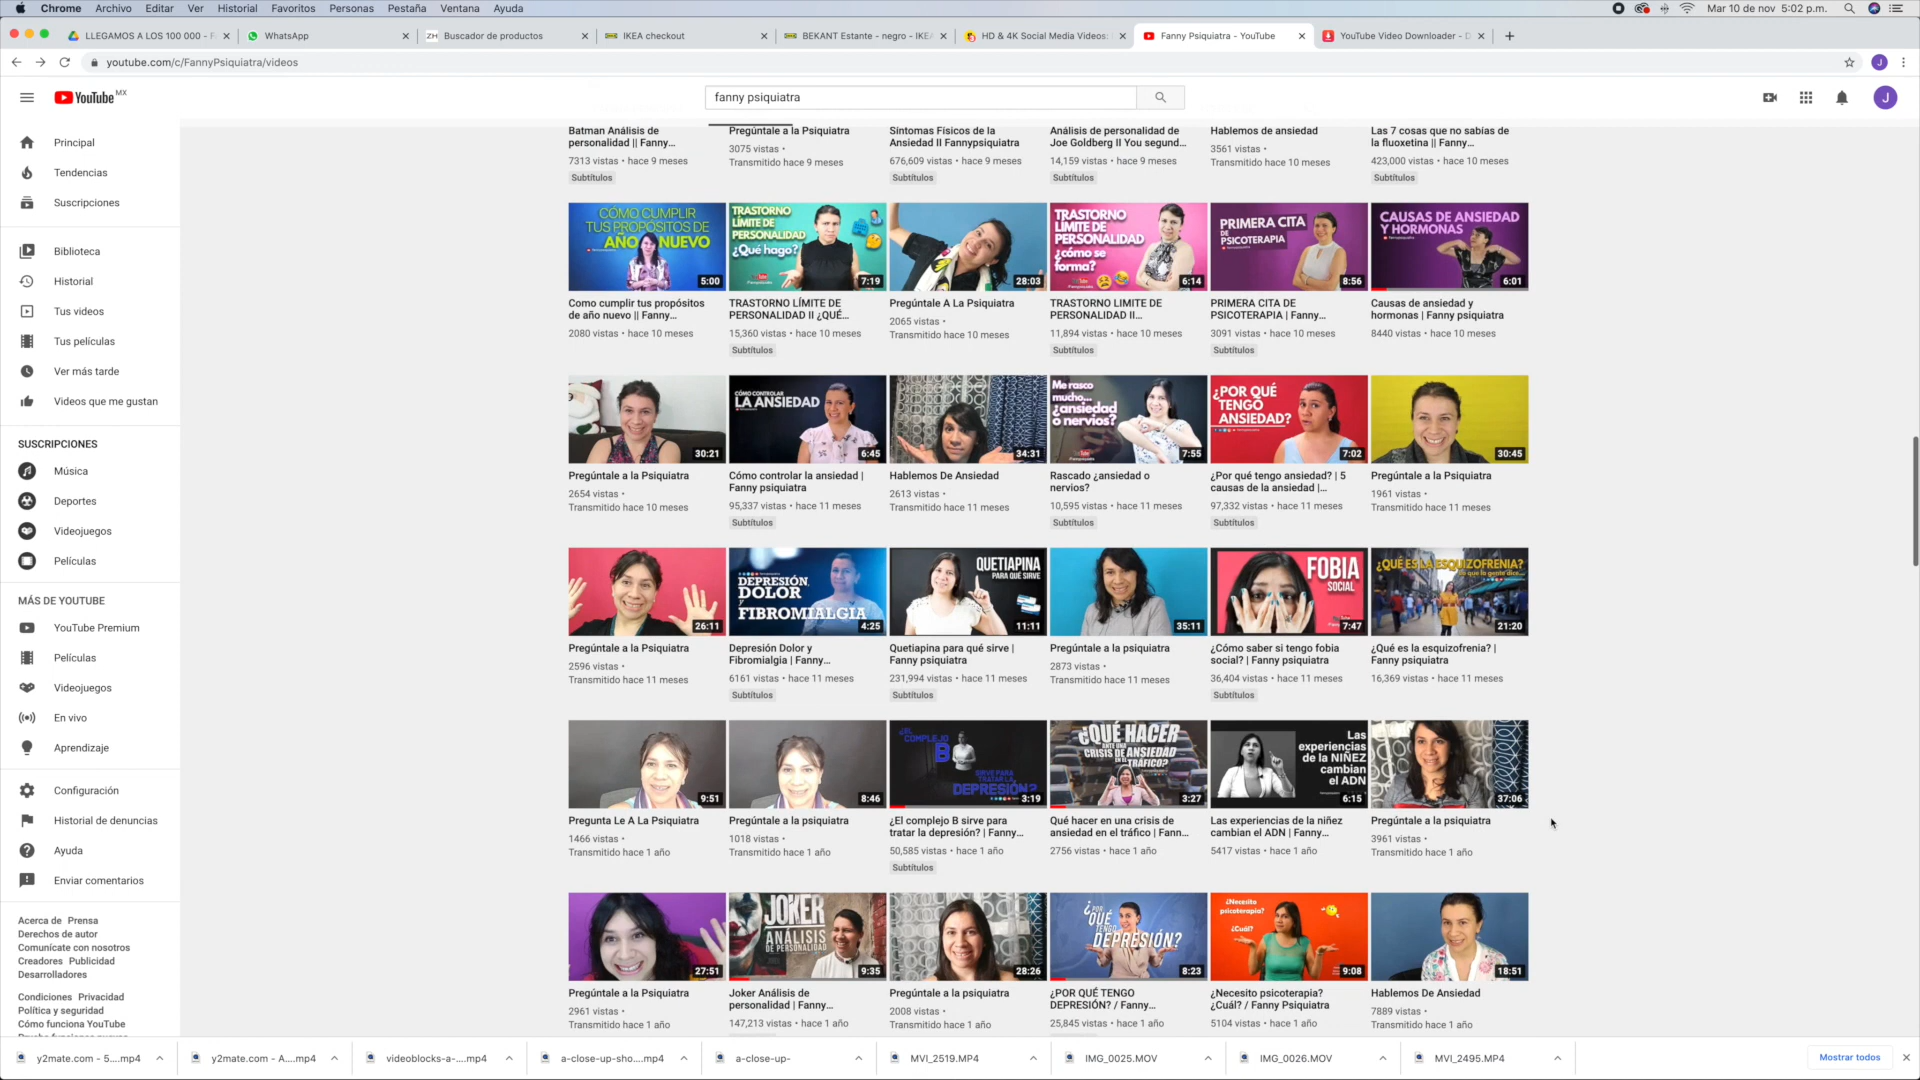 Chrome Archivo Editar Ver Historial Favoritos Personas Pestaña Ventana Ayuda
Mar 10 de nov 5:02 p.m.
LLEGAMOS A LOS 100 000 -
WhatsApp
ZH Buscador de productos
IKEA checkout
BEKANT Estante - negro - IKEA
HD & 4K Social Media Videos:
Fanny Psiquiatra - YouTube
YouTube Video Downloader - D
youtube.com/c/FannyPsiquiatra/videos
J
YouTube MX
fanny psiquiatra
J
Principal
Tendencias
Suscripciones
Biblioteca
Historial
Tus videos
Tus películas
Ver más tarde
Videos que me gustan
SUSCRIPCIONES
Música
Deportes
Videojuegos
Películas
MÁS DE YOUTUBE
YouTube Premium
Películas
Videojuegos
En vivo
Aprendizaje
Configuración
Historial de denuncias
Ayuda
Enviar comentarios
Acerca de Prensa
Derechos de autor
Comunícate con nosotros
Creadores Publicidad
Desarrolladores
Condiciones Privacidad
Política y seguridad
Cómo funciona YouTube
Batman Análisis de
personalidad || Fanny...
7313 vistas • hace 9 meses
Subtítulos
Pregúntale a la Psiquiatra
3075 vistas •
Transmitido hace 9 meses
Síntomas Físicos de la
Ansiedad II Fannypsiquiatra
676,609 vistas • hace 9 meses
Subtítulos
Análisis de personalidad de
Joe Goldberg II You segund...
14,159 vistas • hace 9 meses
Subtítulos
Hablemos de ansiedad
3561 vistas •
Transmitido hace 10 meses
Las 7 cosas que no sabías de
la fluoxetina || Fanny...
423,000 vistas • hace 10 meses
Subtítulos
CÓMO CUMPLIR
TUS PROPÓSITOS
DE
AÑO NUEVO
5:00
Como cumplir tus propósitos
de año nuevo || Fanny...
2080 vistas • hace 10 meses
TRASTORNO
LÍMITE DE
PERSONALIDAD
¿Qué hago?
7:19
TRASTORNO LÍMITE DE
PERSONALIDAD II ¿QUÉ...
15,360 vistas • hace 10 meses
Subtítulos
28:03
Pregúntale A La Psiquiatra
2065 vistas •
Transmitido hace 10 meses
TRASTORNO
LIMITE DE
PERSONALIDAD
¿cómo se
forma?
6:14
TRASTORNO LIMITE DE
PERSONALIDAD II...
11,894 vistas • hace 10 meses
Subtítulos
PRIMERA CITA
DE
PSICOTERAPIA
8:56
PRIMERA CITA DE
PSICOTERAPIA | Fanny...
3091 vistas • hace 10 meses
Subtítulos
CAUSAS DE ANSIEDAD
Y HORMONAS
6:01
Causas de ansiedad y
hormonas | Fanny psiquiatra
8440 vistas • hace 10 meses
30:21
Pregúntale a la Psiquiatra
2654 vistas •
Transmitido hace 10 meses
CÓMO CONTROLAR
LA ANSIEDAD
6:45
Cómo controlar la ansiedad |
Fanny psiquiatra
95,337 vistas • hace 11 meses
Subtítulos
34:31
Hablemos De Ansiedad
2613 vistas •
Transmitido hace 11 meses
Me rasco
mucho...
¿ansiedad
o nervios?
7:55
Rascado ¿ansiedad o
nervios?
10,595 vistas • hace 11 meses
Subtítulos
¿POR QUÉ
TENGO
ANSIEDAD?
7:02
¿Por qué tengo ansiedad? | 5
causas de la ansiedad |...
97,332 vistas • hace 11 meses
Subtítulos
30:45
Pregúntale a la Psiquiatra
1961 vistas •
Transmitido hace 11 meses
26:11
Pregúntale a la Psiquiatra
2596 vistas •
Transmitido hace 11 meses
DEPRESIÓN,
DOLOR
Y
FIBROMIALGIA
4:25
Depresión Dolor y
Fibromialgia | Fanny...
6161 vistas • hace 11 meses
Subtítulos
QUETIAPINA
PARA QUÉ SIRVE
11:11
Quetiapina para qué sirve |
Fanny psiquiatra
231,994 vistas • hace 11 meses
Subtítulos
35:11
Pregúntale a la psiquiatra
2873 vistas •
Transmitido hace 11 meses
FOBIA
SOCIAL
7:47
¿Cómo saber si tengo fobia
social? | Fanny psiquiatra
36,404 vistas • hace 11 meses
Subtítulos
¿QUÉ ES LA ESQUIZOFRENIA?
Lo que la gente dice...
21:20
¿Qué es la esquizofrenia? |
Fanny psiquiatra
16,369 vistas • hace 11 meses
9:51
Pregunta Le A La Psiquiatra
1466 vistas •
Transmitido hace 1 año
8:46
Pregúntale a la psiquiatra
1018 vistas •
Transmitido hace 1 año
¿EL
COMPLEJO
B
SIRVE PARA
TRATAR LA
DEPRESIÓN?
3:19
¿El complejo B sirve para
tratar la depresión? | Fanny...
50,585 vistas • hace 1 año
Subtítulos
¿QUÉ HACER
ANTE UNA
CRISIS DE ANSIEDAD
EN EL TRÁFICO?
3:27
Qué hacer en una crisis de
ansiedad en el tráfico | Fann...
2756 vistas • hace 1 año
Las
experiencias
de la NIÑEZ
cambian
el ADN
6:15
Las experiencias de la niñez
cambian el ADN | Fanny...
5417 vistas • hace 1 año
37:06
Pregúntale a la psiquiatra
3961 vistas •
Transmitido hace 1 año
27:51
Pregúntale a la Psiquiatra
2961 vistas •
Transmitido hace 1 año
JOKER
ANÁLISIS
DE PERSONALIDAD
9:35
Joker Análisis de
personalidad | Fanny...
147,213 vistas • hace 1 año
28:26
Pregúntale a la psiquiatra
2008 vistas •
Transmitido hace 1 año
¿POR
QUÉ
TENGO
DEPRESIÓN?
8:23
¿POR QUÉ TENGO
DEPRESIÓN? / Fanny...
25,845 vistas • hace 1 año
¿Necesito
psicoterapia?
¿Cuál?
9:08
¿Necesito psicoterapia?
¿Cuál? / Fanny Psiquiatra
5104 vistas • hace 1 año
18:51
Hablemos De Ansiedad
7889 vistas •
Transmitido hace 1 año
y2mate.com - 5....mp4
y2mate.com - A....mp4
videoblocks-a-....mp4
a-close-up-sho....mp4
a-close-up-
MVI_2519.MP4
IMG_0025.MOV
IMG_0026.MOV
MVI_2495.MP4
Mostrar todos